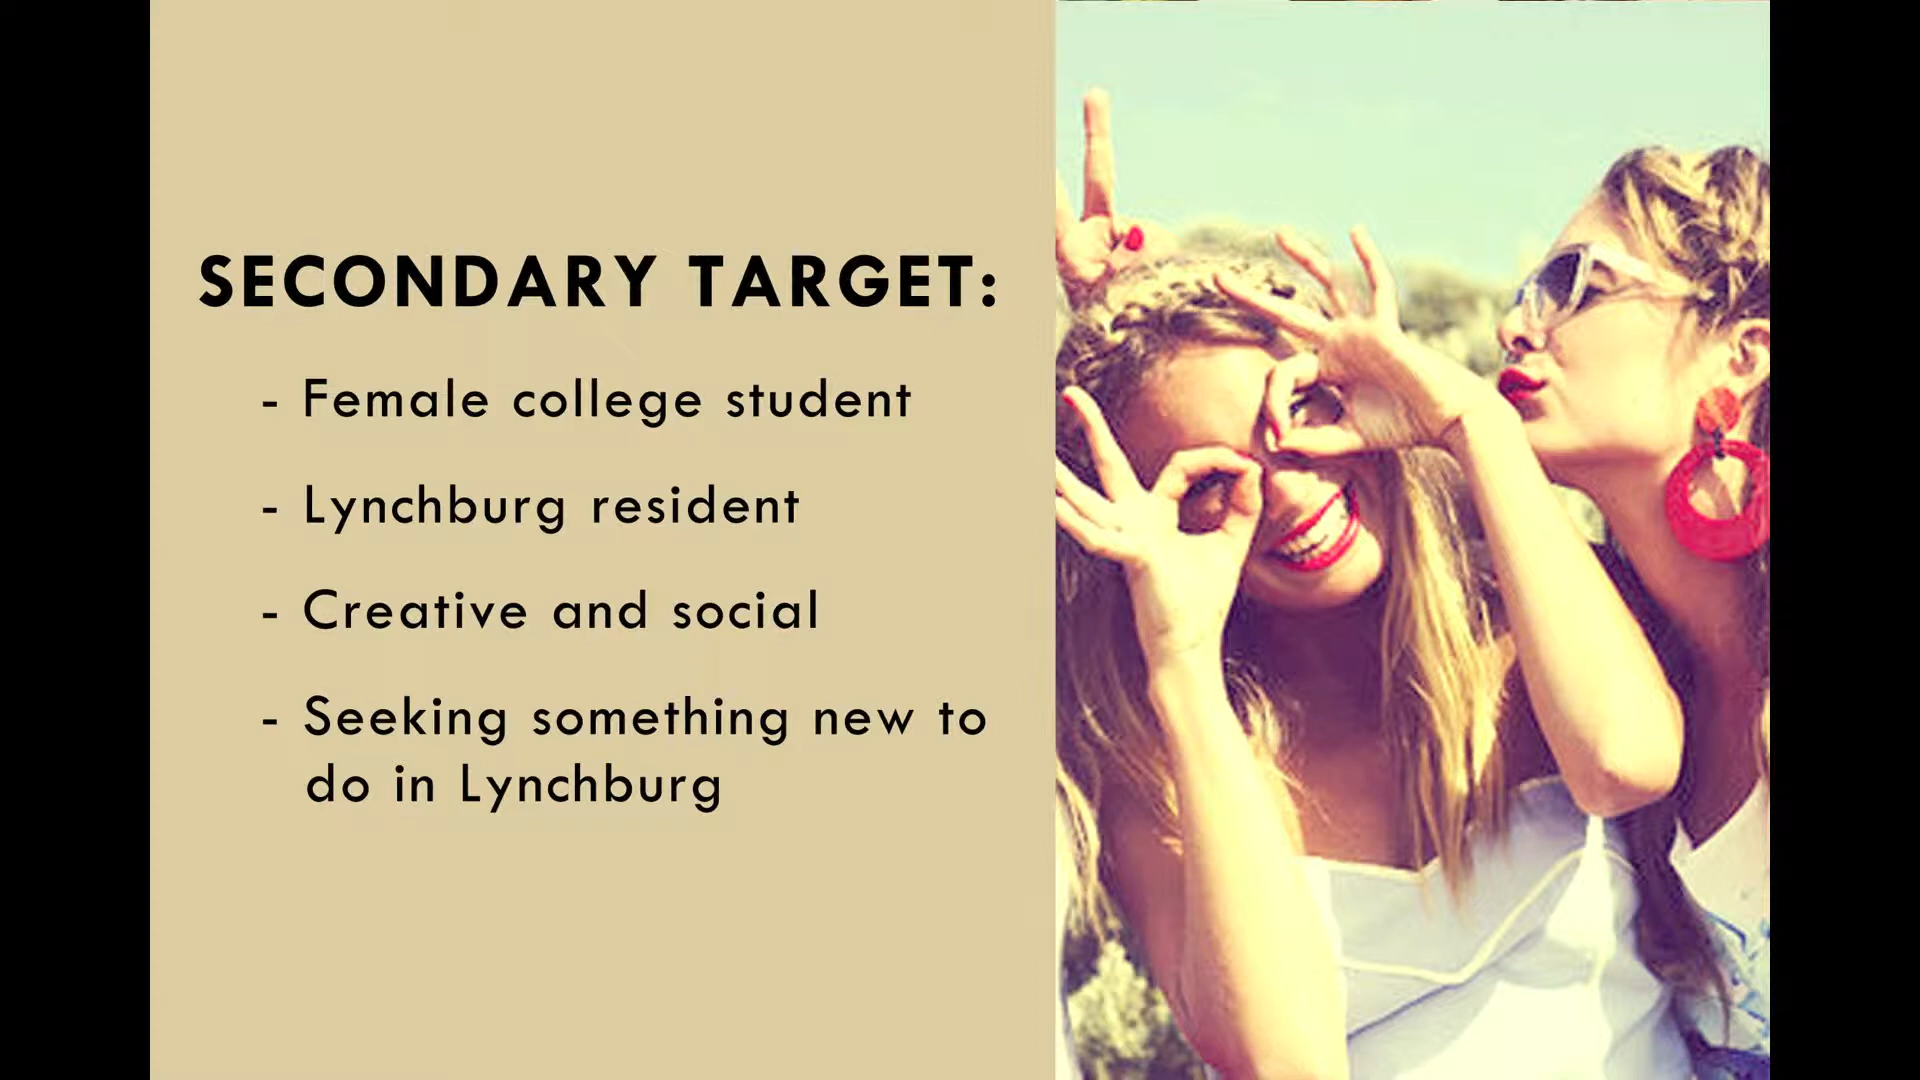 SECONDARY TARGET:
- Female college student
- Lynchburg resident
- Creative and social
- Seeking something new to
do in Lynchburg